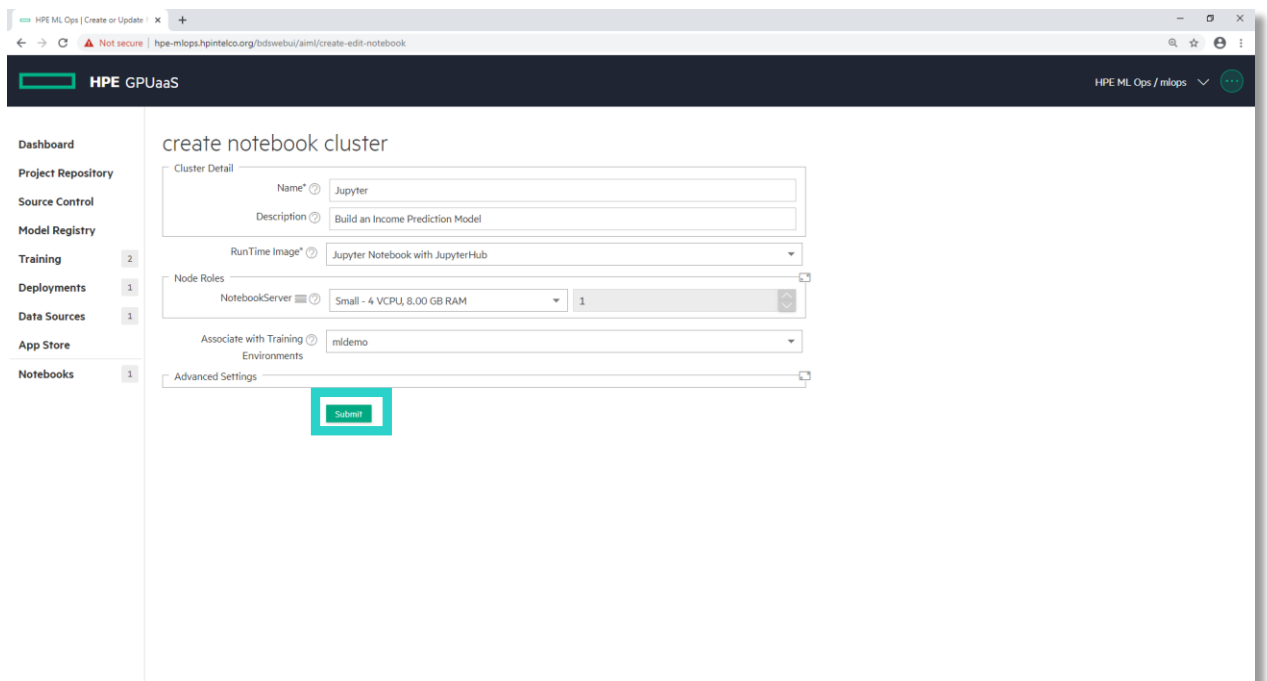 HPE ML Ops | Create or Update
Not secure | hpe-mlops.hpintelco.org/bdswebui/aiml/create-edit-notebook
HPE GPUaaS
HPE ML Ops / mlops
Dashboard
Project Repository
Source Control
Model Registry
Training 2
Deployments 1
Data Sources 1
App Store
Notebooks 1
create notebook cluster
Cluster Detail
Name* Jupyter
Description Build an Income Prediction Model
RunTime Image* Jupyter Notebook with JupyterHub
Node Roles
NotebookServer Small - 4 VCPU, 8.00 GB RAM 1
Associate with Training mldemo
Environments
Advanced Settings
Submit